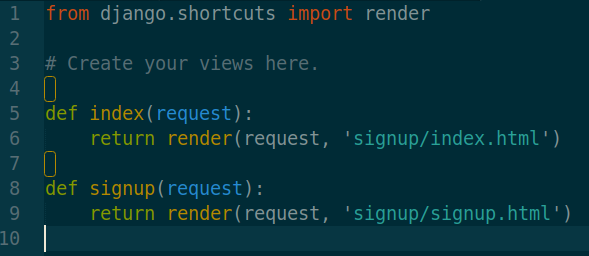 1 from django.shortcuts import render
2
3 # Create your views here.
4
5 def index(request):
6     return render(request, 'signup/index.html')
7
8 def signup(request):
9     return render(request, 'signup/signup.html')
10